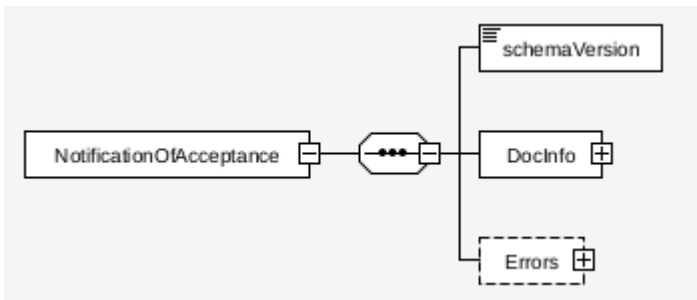 schemaVersion
NotificationOfAcceptance
DocInfo
Errors